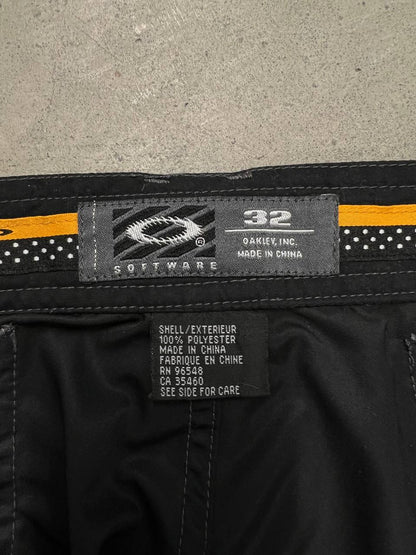 SOFTWARE
32
OAKLEY, INC.
MADE IN CHINA
SHELL/EXTERIEUR
100% POLYESTER
MADE IN CHINA
FABRIQUE EN CHINE
RN 96548
CA 35460
SEE SIDE FOR CARE